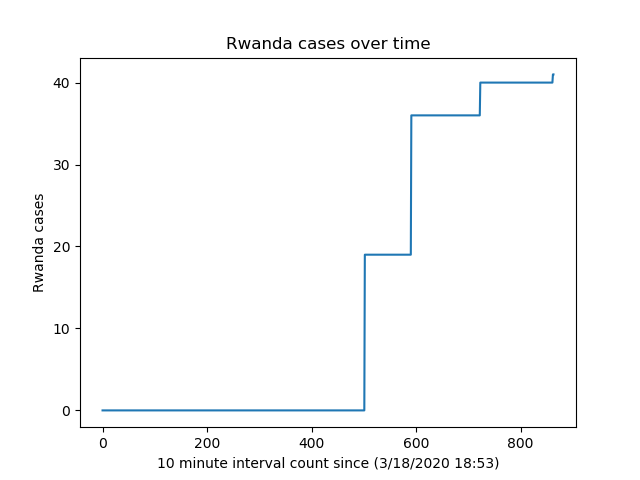 Rwanda cases over time
40
30
20
10
0
Rwanda cases
0 200 400 600 800
10 minute interval count since (3/18/2020 18:53)